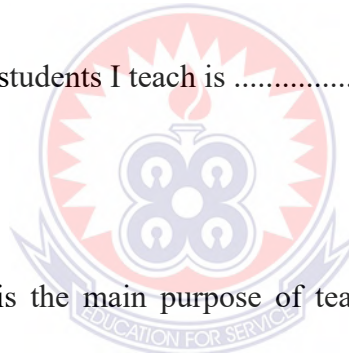 students I teach is ...............
is the main purpose of tea
EDUCATION FOR SERVICE